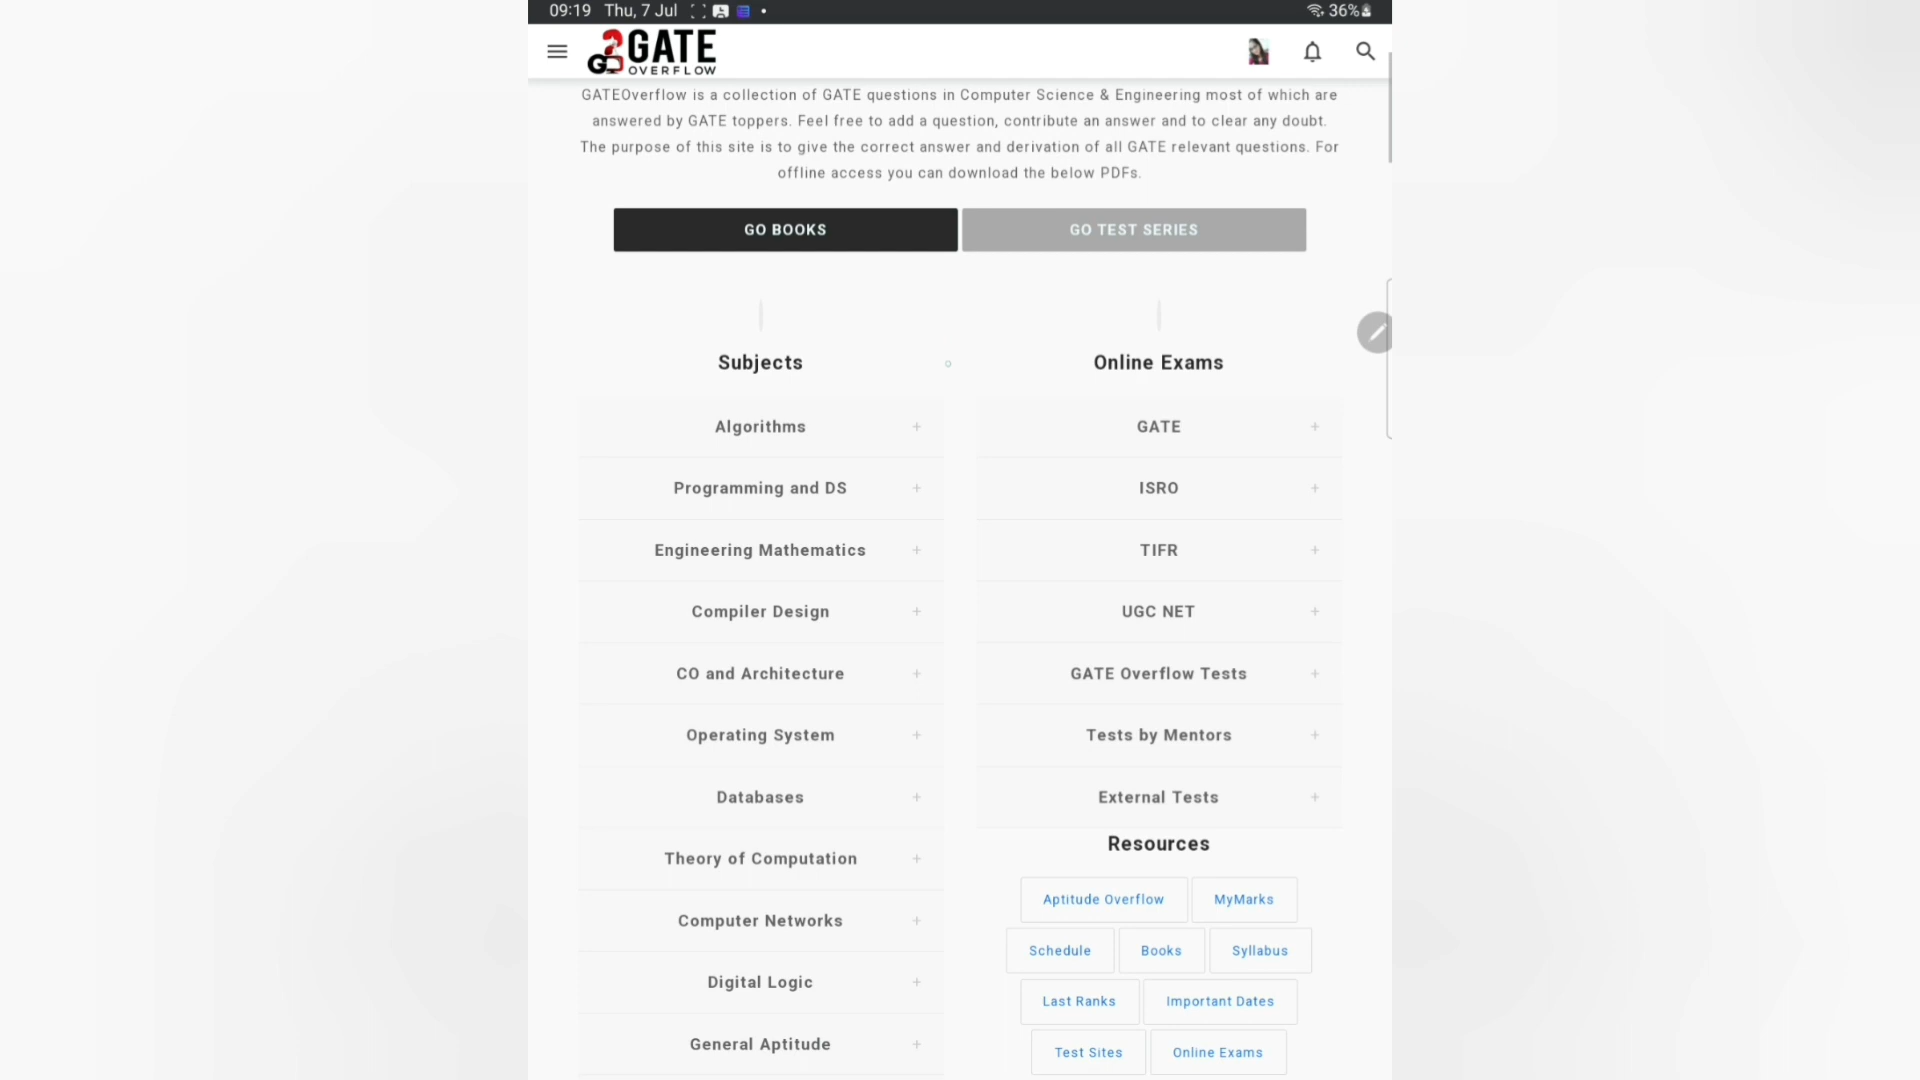 09:19 Thu, 7 Jul
36%
GATE
OVERFLOW
GATEOverflow is a collection of GATE questions in Computer Science & Engineering most of which are
answered by GATE toppers. Feel free to add a question, contribute an answer and to clear any doubt.
The purpose of this site is to give the correct answer and derivation of all GATE relevant questions. For
offline access you can download the below PDFs.
GO BOOKS
GO TEST SERIES
Subjects
Algorithms +
Programming and DS +
Engineering Mathematics +
Compiler Design +
CO and Architecture +
Operating System +
Databases +
Theory of Computation +
Computer Networks +
Digital Logic +
General Aptitude +
Online Exams
GATE +
ISRO +
TIFR +
UGC NET +
GATE Overflow Tests +
Tests by Mentors +
External Tests +
Resources
Aptitude Overflow MyMarks
Schedule Books Syllabus
Last Ranks Important Dates
Test Sites Online Exams